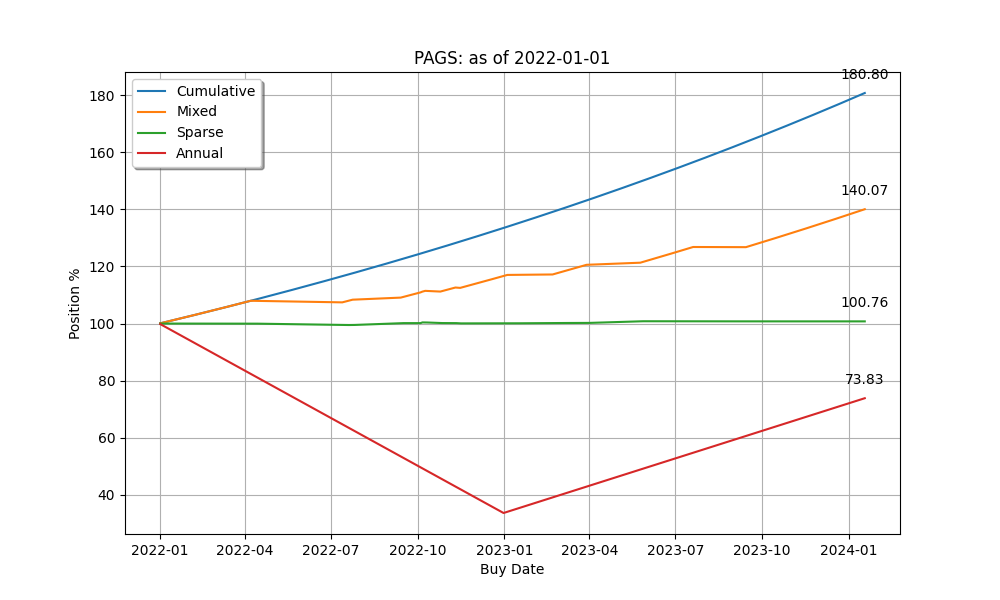 PAGS: as of 2022-01-01
180.80
180
Cumulative
Mixed
Sparse
Annual
160
140.07
140
120
100.76
100
73.83
80
60
40
Position %
2022-01 2022-04 2022-07 2022-10 2023-01 2023-04 2023-07 2023-10 2024-01
Buy Date